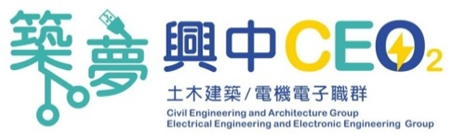 築夢 興中CEO2
土木建築/電機電子職群
Civil Engineering and Architecture Group
Electrical Engineering and Electronic Engineering Group